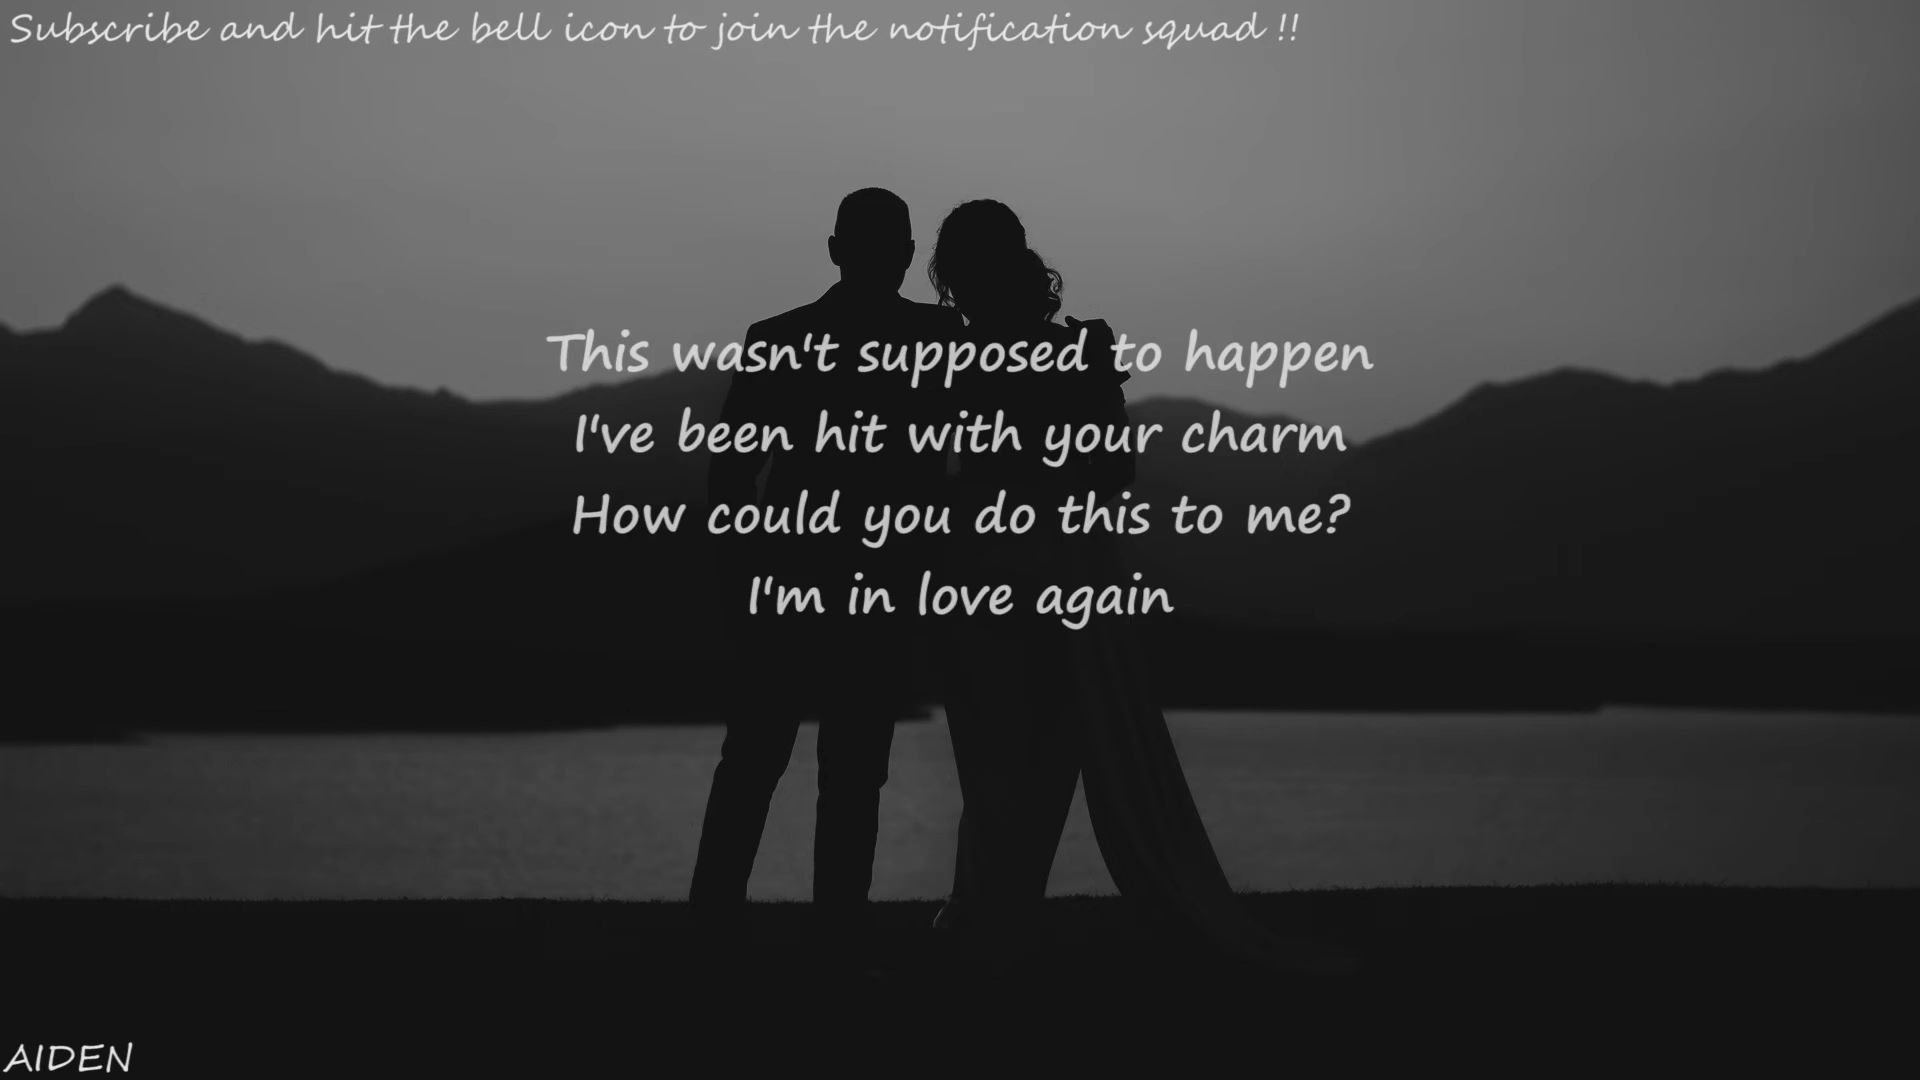 Subscribe and hit the bell icon to join the notification squad !!
This wasn't supposed to happen
I've been hit with your charm
How could you do this to me?
I'm in love again
AIDEN